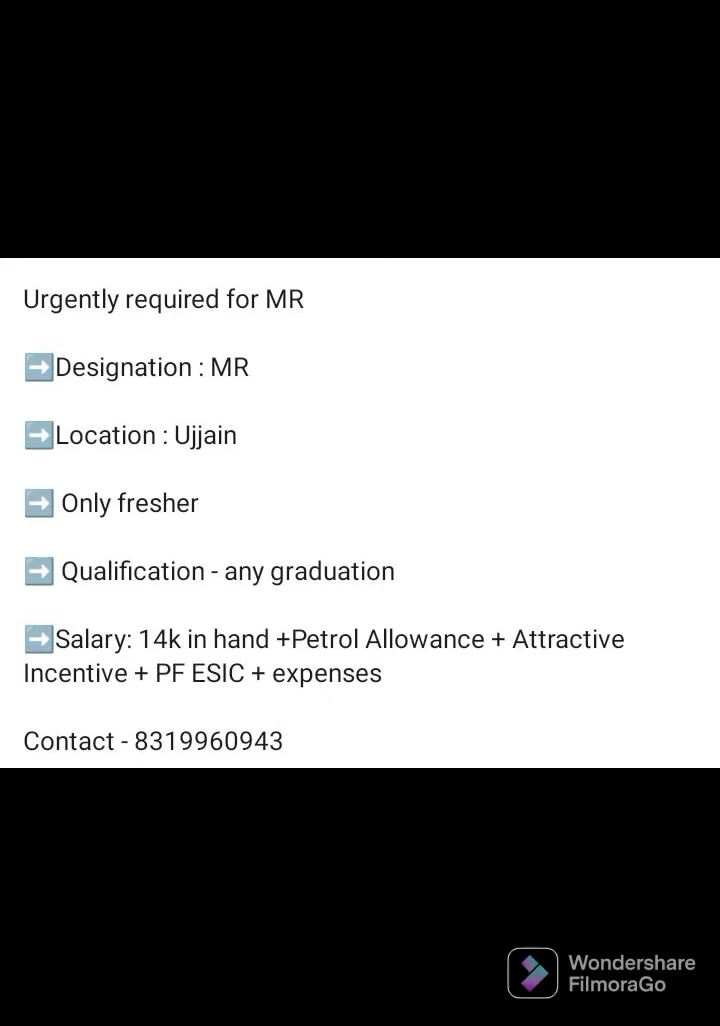 Urgently required for MR
➡️Designation : MR
➡️Location : Ujjain
➡️ Only fresher
➡️ Qualification - any graduation
➡️Salary: 14k in hand +Petrol Allowance + Attractive
Incentive + PF ESIC + expenses
Contact - 8319960943
Wondershare
FilmoraGo